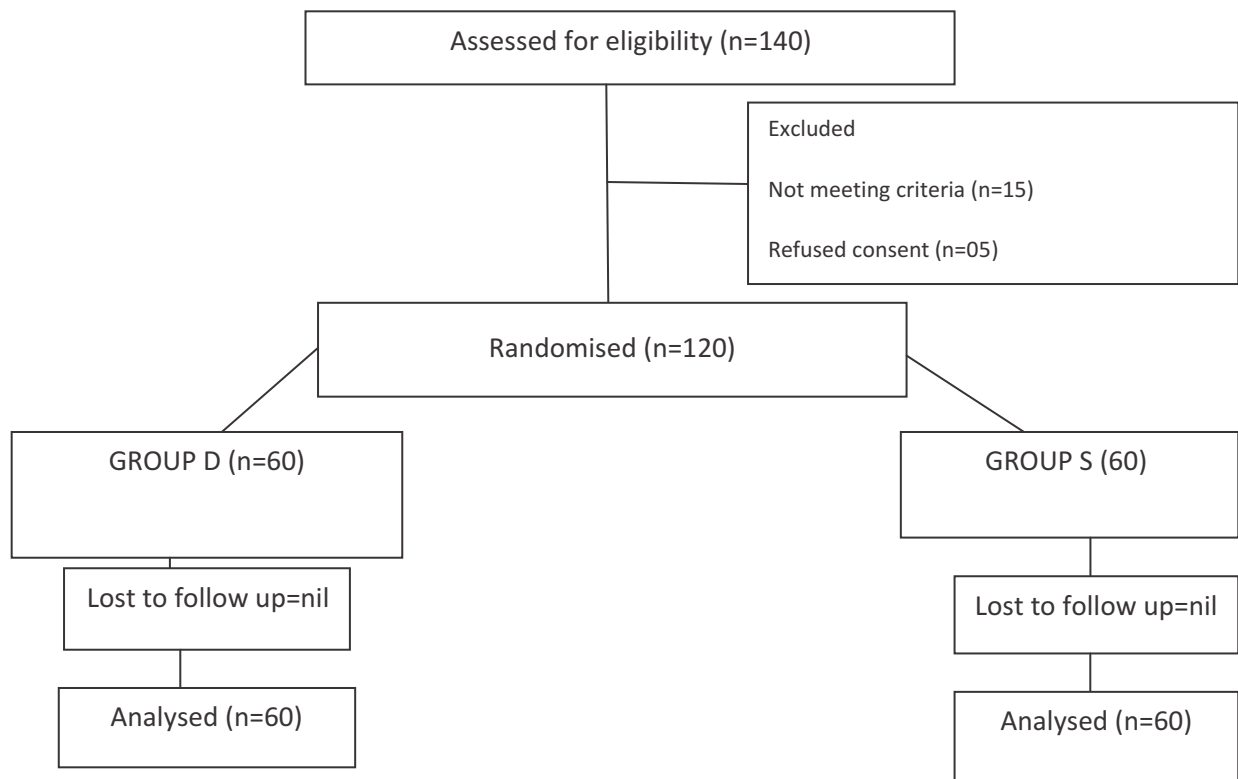 Assessed for eligibility (n=140)
Excluded
Not meeting criteria (n=15)
Refused consent (n=05)
Randomised (n=120)
GROUP D (n=60)
GROUP S (60)
Lost to follow up=nil
Lost to follow up=nil
Analysed (n=60)
Analysed (n=60)